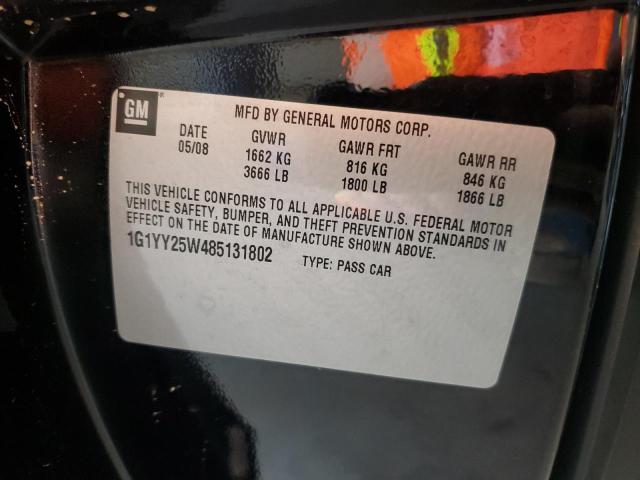 GM
MFD BY GENERAL MOTORS CORP.
DATE GVWR GAWR FRT GAWR RR
05/08 1662 KG 816 KG 846 KG
3666 LB 1800 LB 1866 LB
THIS VEHICLE CONFORMS TO ALL APPLICABLE U.S. FEDERAL MOTOR
VEHICLE SAFETY, BUMPER, AND THEFT PREVENTION STANDARDS IN
EFFECT ON THE DATE OF MANUFACTURE SHOWN ABOVE.
1G1YY25W485131802 TYPE: PASS CAR